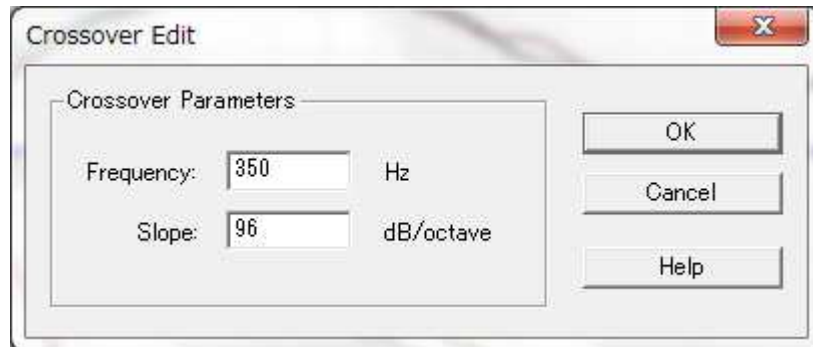 Crossover Edit
Crossover Parameters
Frequency: 350 Hz
Slope: 96 dB/octave
OK
Cancel
Help